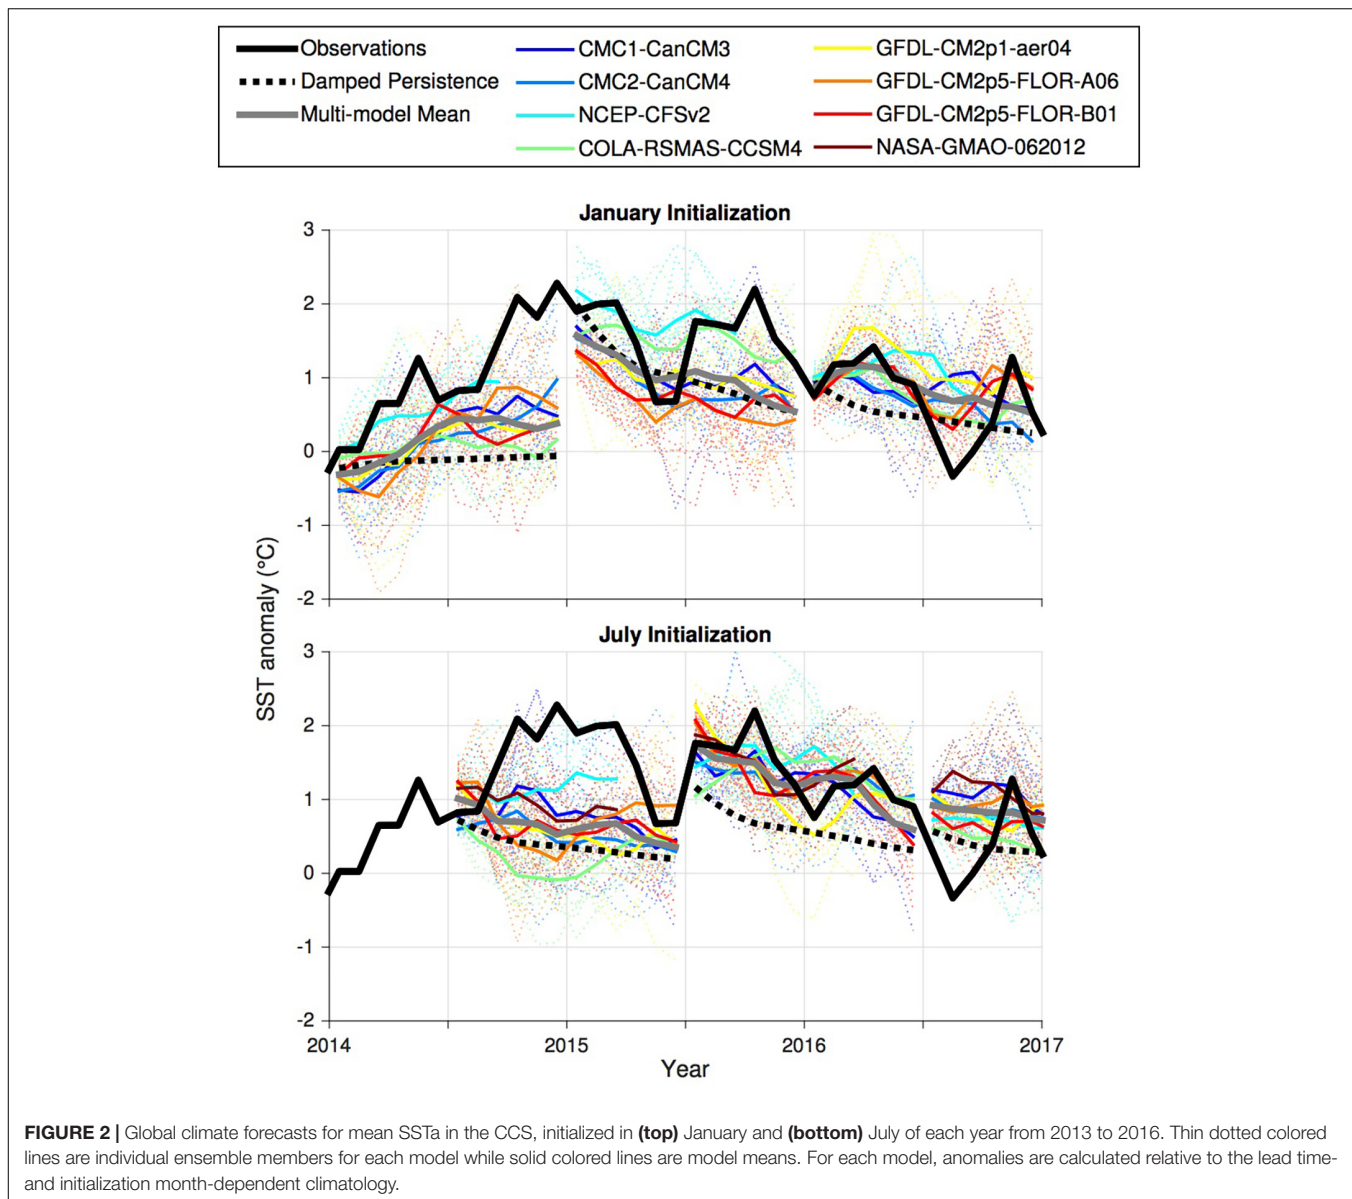 Observations
Damped Persistence
Multi-model Mean
CMC1-CanCM3
CMC2-CanCM4
NCEP-CFSv2
COLA-RSMAS-CCSM4
GFDL-CM2p1-aer04
GFDL-CM2p5-FLOR-A06
GFDL-CM2p5-FLOR-B01
NASA-GMAO-062012
January Initialization
3
2
1
0
-1
-2
SST anomaly (°C)
July Initialization
3
2
1
0
-1
-2
2014 2015 2016 2017
Year
FIGURE 2 | Global climate forecasts for mean SSTa in the CCS, initialized in (top) January and (bottom) July of each year from 2013 to 2016. Thin dotted colored
lines are individual ensemble members for each model while solid colored lines are model means. For each model, anomalies are calculated relative to the lead time-
and initialization month-dependent climatology.